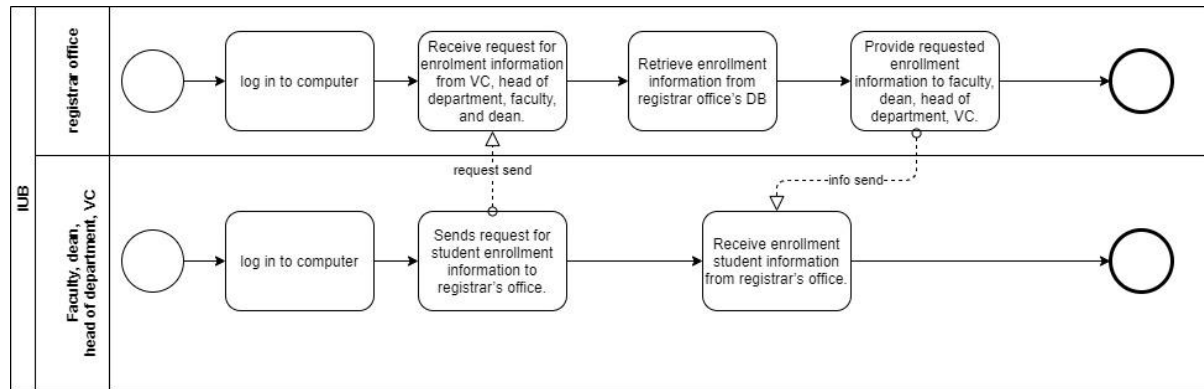 IUB
registrar office
log in to computer
Receive request for
enrolment information
from VC, head of
department, faculty,
and dean.
Retrieve enrollment
information from
registrar office's DB
Provide requested
enrollment
information to faculty,
dean, head of
department, VC.
request send
info send
Faculty, dean,
head of department, VC
log in to computer
Sends request for
student enrollment
information to
registrar's office.
Receive enrollment
student information
from registrar's office.